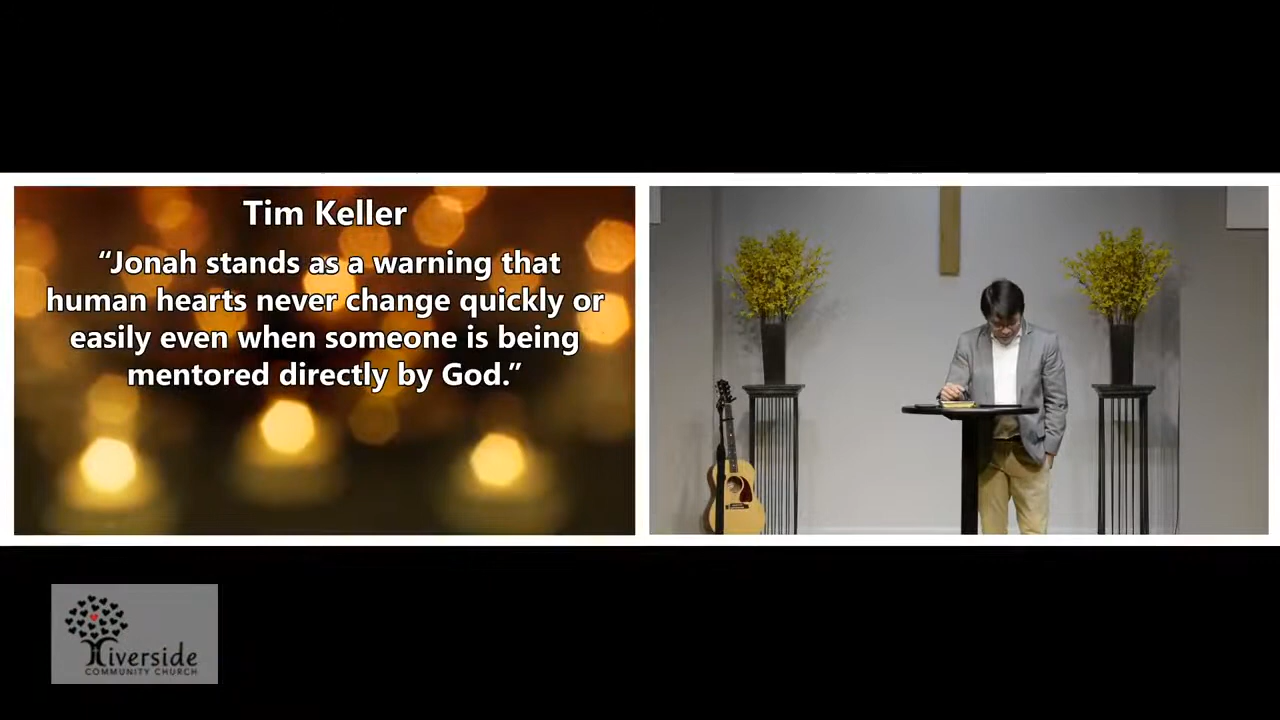 Tim Keller
“Jonah stands as a warning that
human hearts never change quickly or
easily even when someone is being
mentored directly by God.”
Riverside
COMMUNITY CHURCH